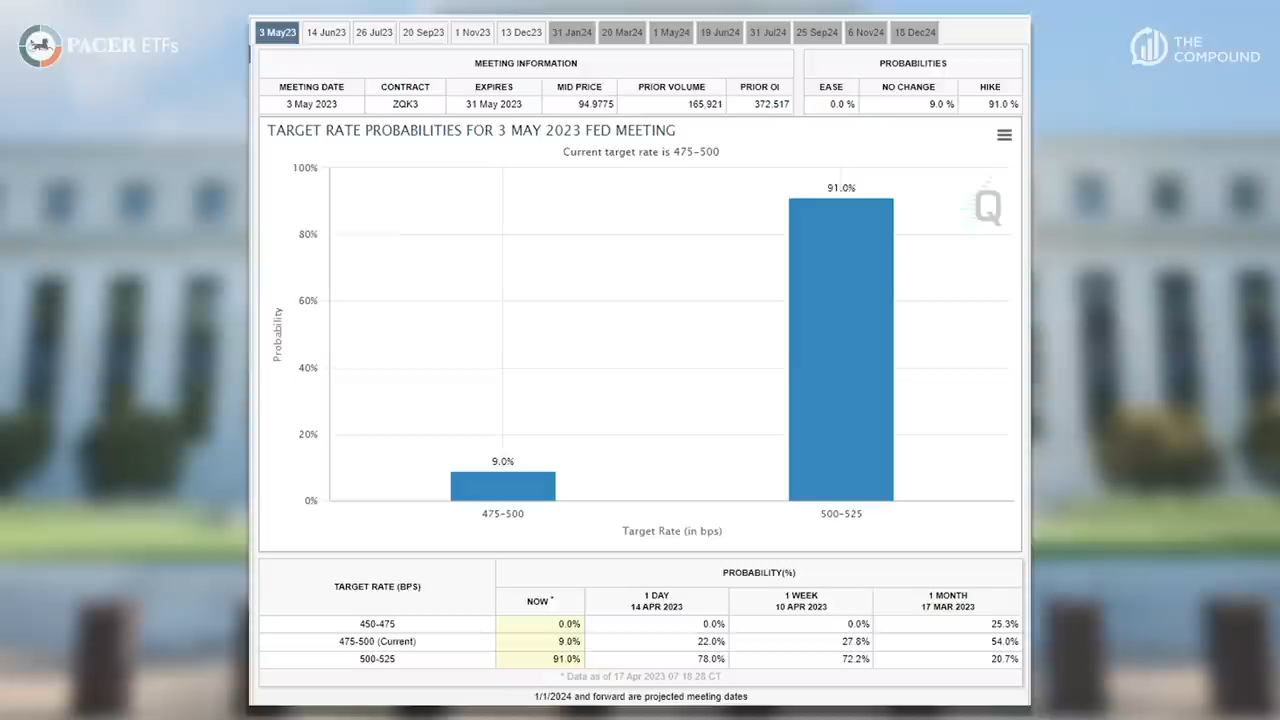 PACER ETFs
THE
COMPOUND
3 May23 14 Jun23 26 Jul23 20 Sep23 1 Nov23 13 Dec23 31 Jan24 20 Mar24 1 May24 19 Jun24 31 Jul24 25 Sep24 6 Nov24 18 Dec24
MEETING INFORMATION PROBABILITIES
MEETING DATE CONTRACT EXPIRES MID PRICE PRIOR VOLUME PRIOR OI EASE NO CHANGE HIKE
3 May 2023 ZQK3 31 May 2023 94.9775 165,921 372,517 0.0 % 9.0 % 91.0 %
TARGET RATE PROBABILITIES FOR 3 MAY 2023 FED MEETING
Current target rate is 475-500
100%
91.0%
Q
80%
60%
Probability
40%
20%
9.0%
0%
475-500 500-525
Target Rate (in bps)
TARGET RATE (BPS) PROBABILITY(%)
NOW * 1 DAY 1 WEEK 1 MONTH
14 APR 2023 10 APR 2023 17 MAR 2023
450-475 0.0% 0.0% 0.0% 25.3%
475-500 (Current) 9.0% 22.0% 27.8% 54.0%
500-525 91.0% 78.0% 72.2% 20.7%
* Data as of 17 Apr 2023 07:18:28 CT
1/1/2024 and forward are projected meeting dates